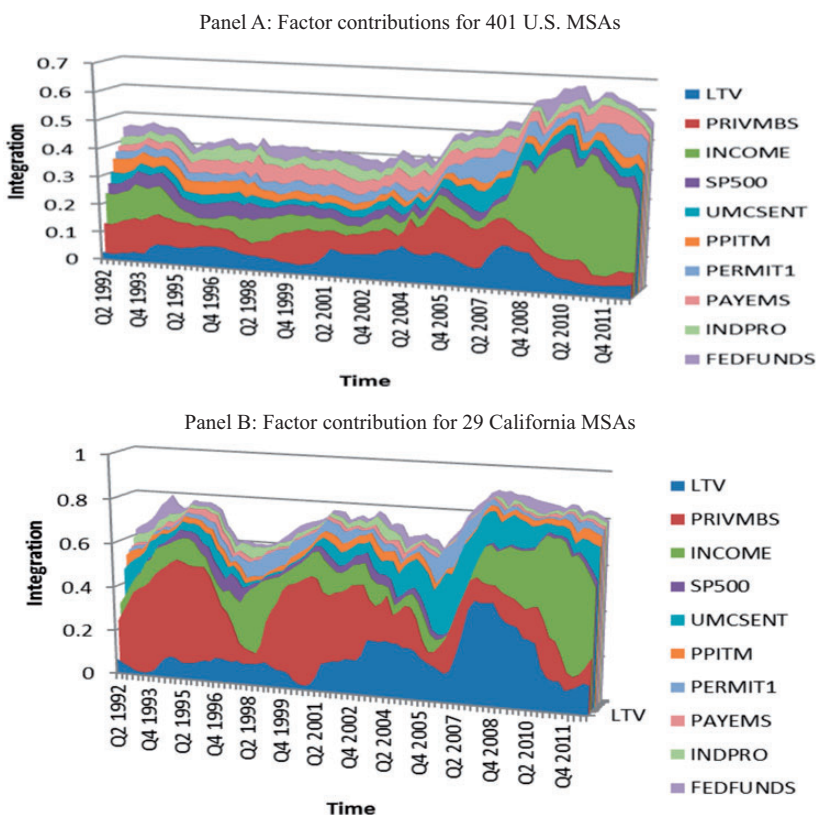 Panel A: Factor contributions for 401 U.S. MSAs
0.7
0.6
0.5
0.4
0.3
0.2
0.1
0
Integration
Q2 1992
Q4 1993
Q2 1995
Q4 1996
Q2 1998
Q4 1999
Q2 2001
Q4 2002
Q2 2004
Q4 2005
Q2 2007
Q4 2008
Q2 2010
Q4 2011
Time
LTV
PRIVMBS
INCOME
SP500
UMCSENT
PPITM
PERMIT1
PAYEMS
INDPRO
FEDFUNDS
Panel B: Factor contribution for 29 California MSAs
1
0.8
0.6
0.4
0.2
0
Integration
Q2 1992
Q4 1993
Q2 1995
Q4 1996
Q2 1998
Q4 1999
Q2 2001
Q4 2002
Q2 2004
Q4 2005
Q2 2007
Q4 2008
Q2 2010
Q4 2011
LTV
Time
LTV
PRIVMBS
INCOME
SP500
UMCSENT
PPITM
PERMIT1
PAYEMS
INDPRO
FEDFUNDS